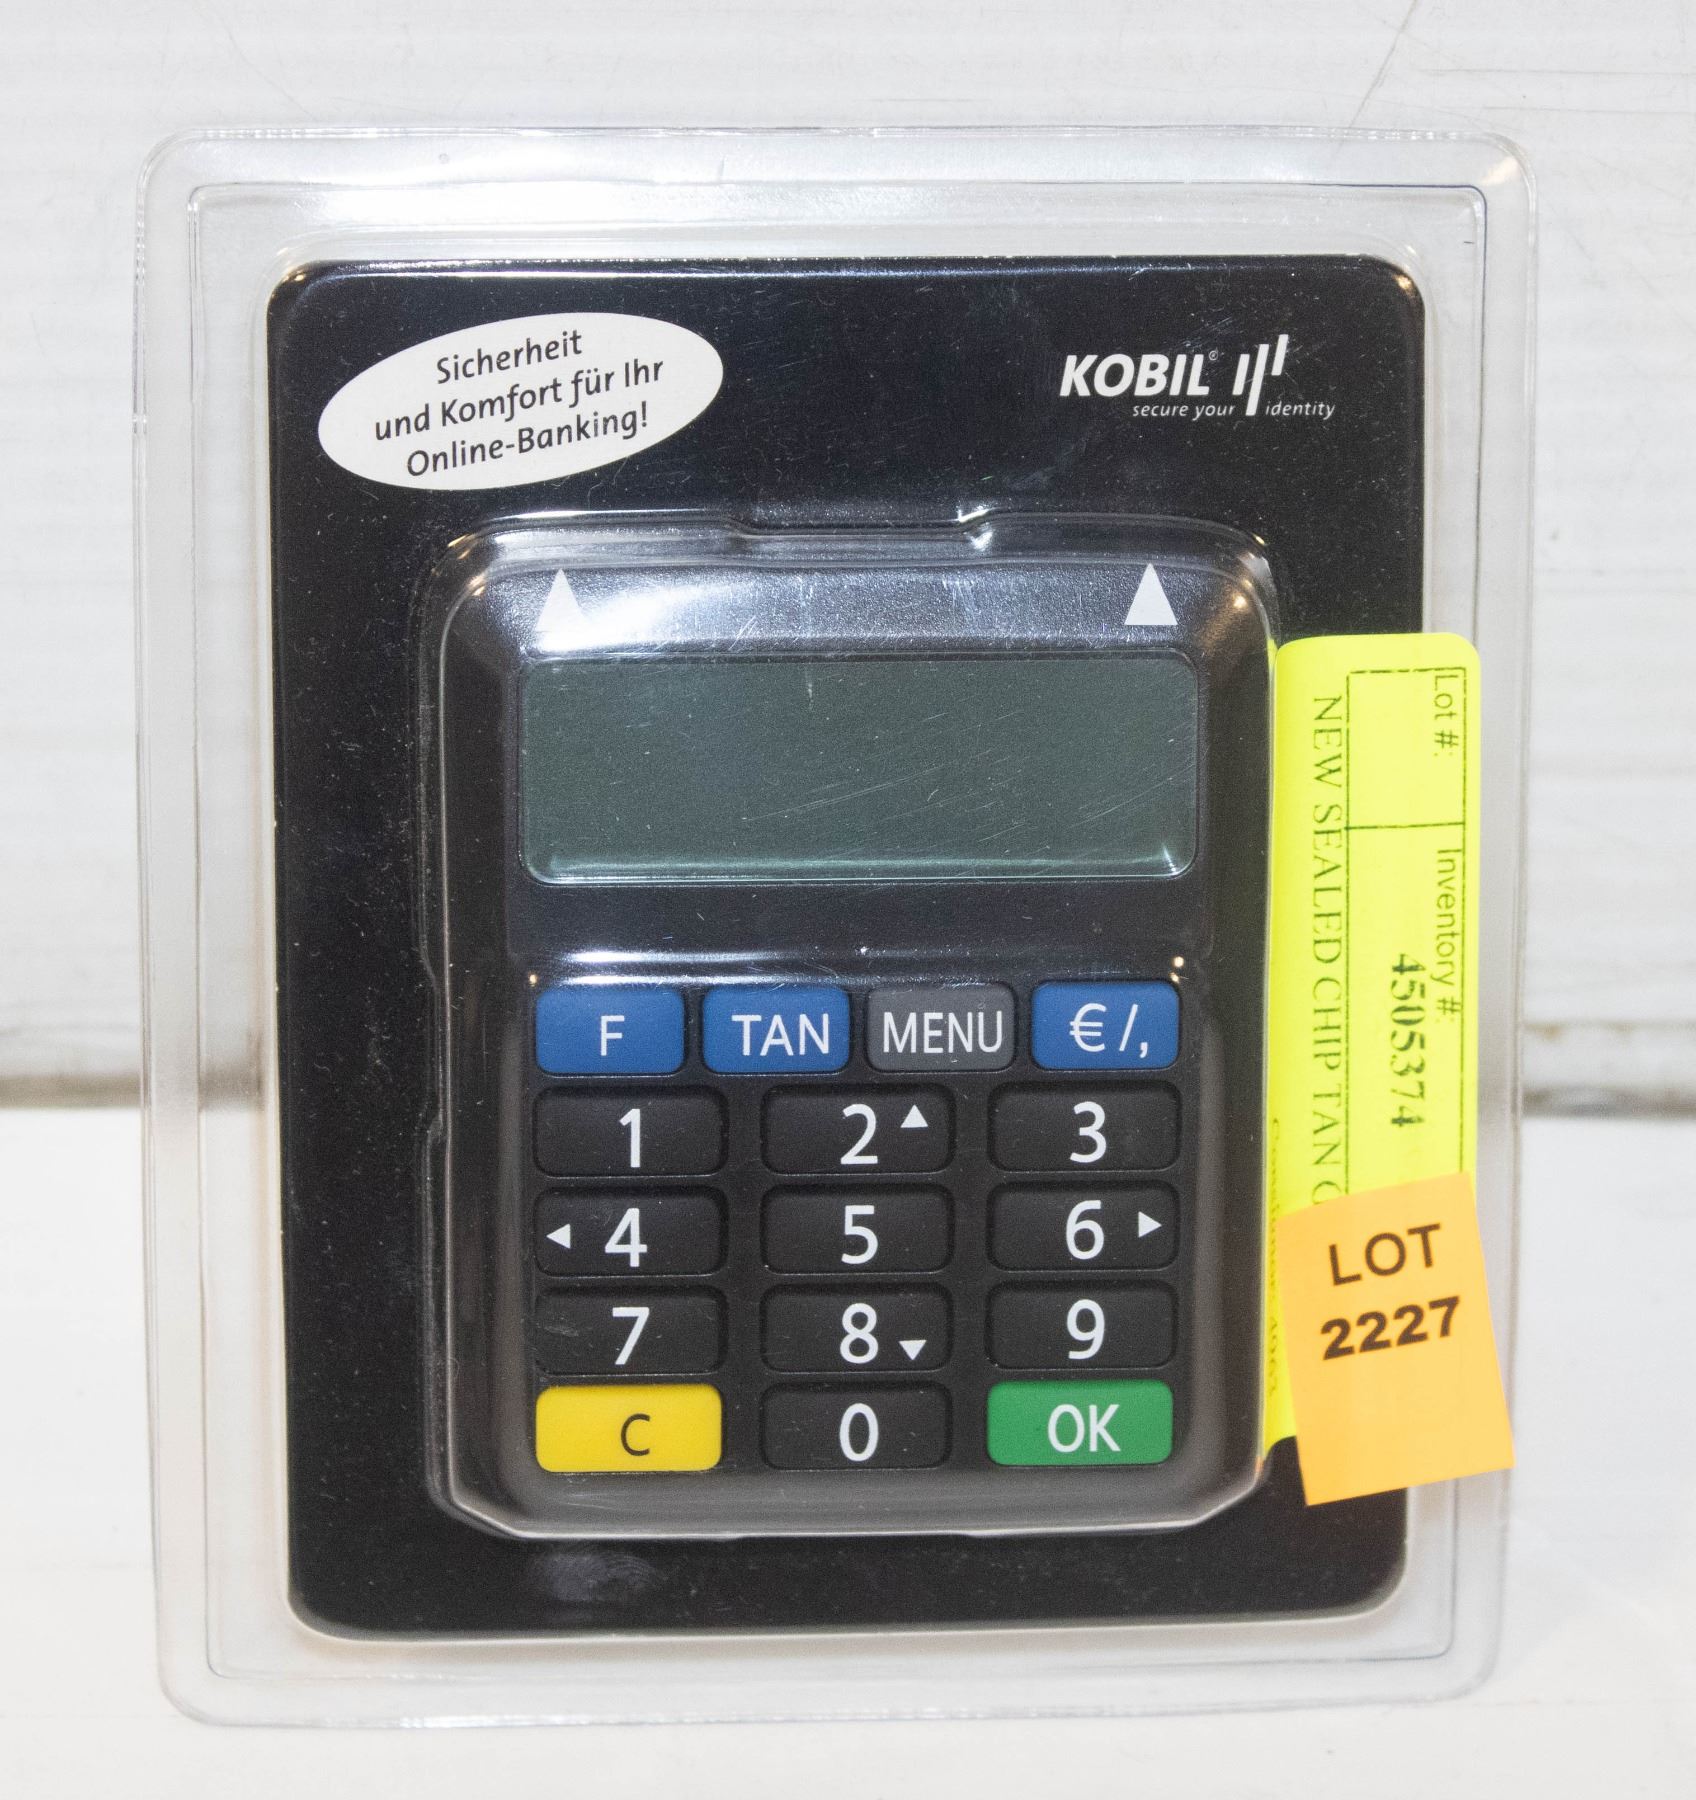 Sicherheit
und Komfort für Ihr
Online-Banking!
KOBIL®
secure your identity
F TAN MENU €/,
1 2 3
4 5 6
7 8 9
C 0 OK
Lot #: Inventory #:
4505374
NEW SEALED CHIP TAN
LOT
2227